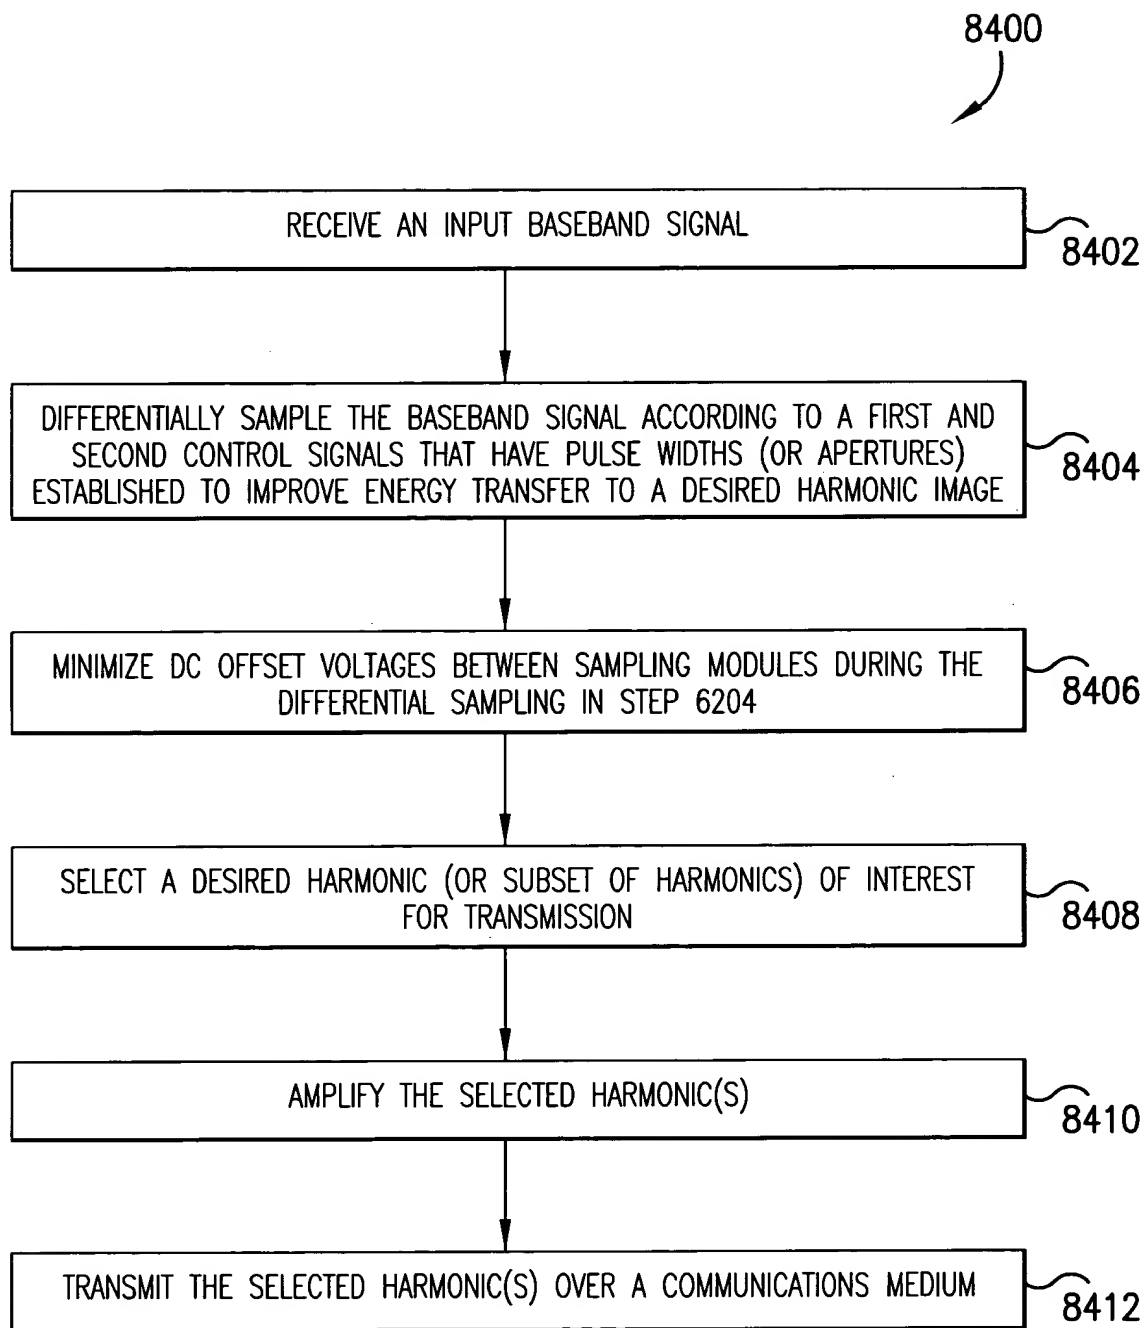 8400
RECEIVE AN INPUT BASEBAND SIGNAL
8402
DIFFERENTIALLY SAMPLE THE BASEBAND SIGNAL ACCORDING TO A FIRST AND
SECOND CONTROL SIGNALS THAT HAVE PULSE WIDTHS (OR APERTURES)
ESTABLISHED TO IMPROVE ENERGY TRANSFER TO A DESIRED HARMONIC IMAGE
8404
MINIMIZE DC OFFSET VOLTAGES BETWEEN SAMPLING MODULES DURING THE
DIFFERENTIAL SAMPLING IN STEP 6204
8406
SELECT A DESIRED HARMONIC (OR SUBSET OF HARMONICS) OF INTEREST
FOR TRANSMISSION
8408
AMPLIFY THE SELECTED HARMONIC(S)
8410
TRANSMIT THE SELECTED HARMONIC(S) OVER A COMMUNICATIONS MEDIUM
8412